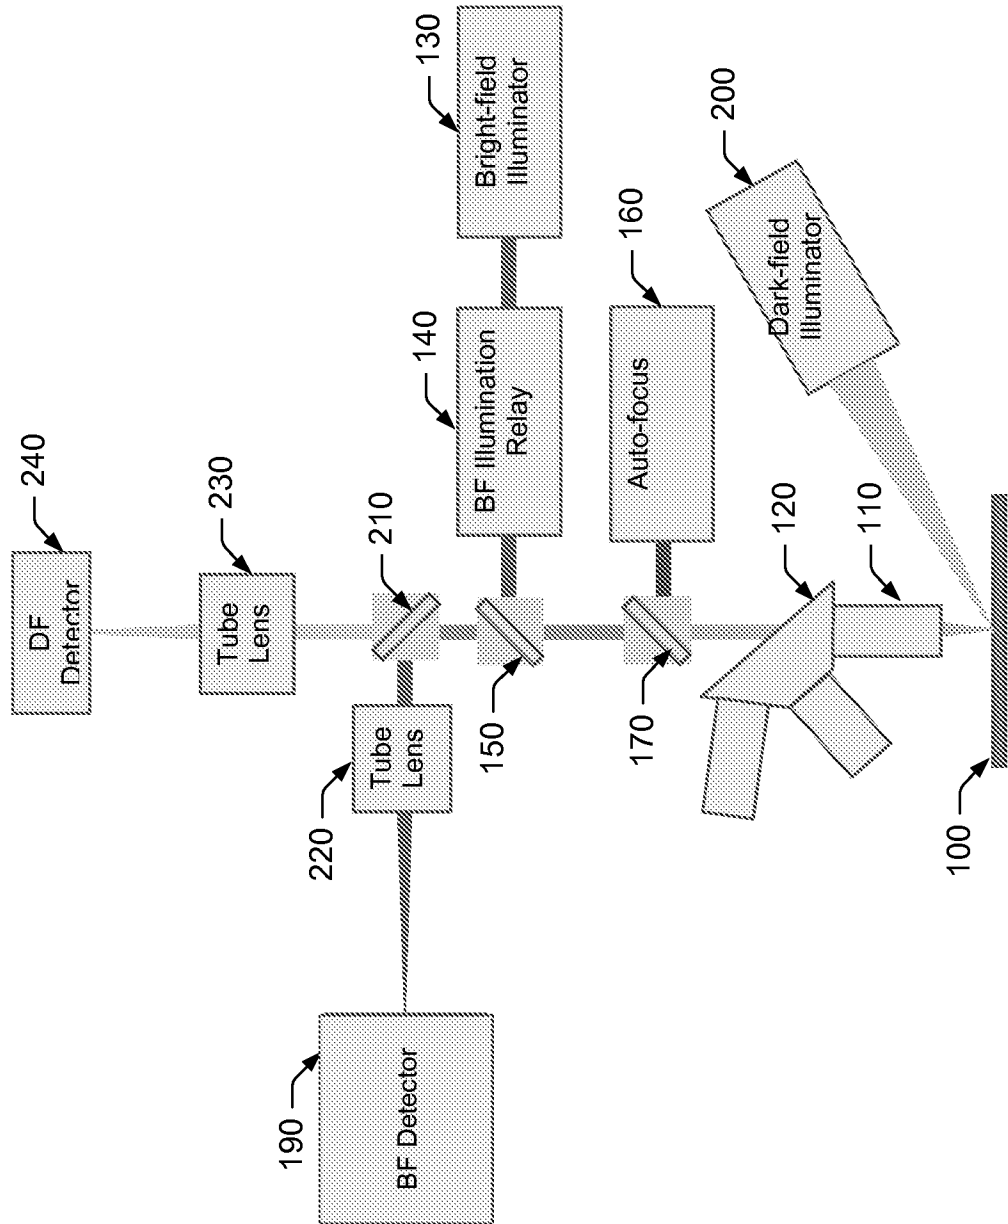 240
DF
Detector
230
Tube
Lens
210
220
Tube
Lens
190
BF Detector
130
Bright-field
Illuminator
140
BF Illumination
Relay
150
160
Auto-focus
170
200
Dark-field
Illuminator
120
110
100